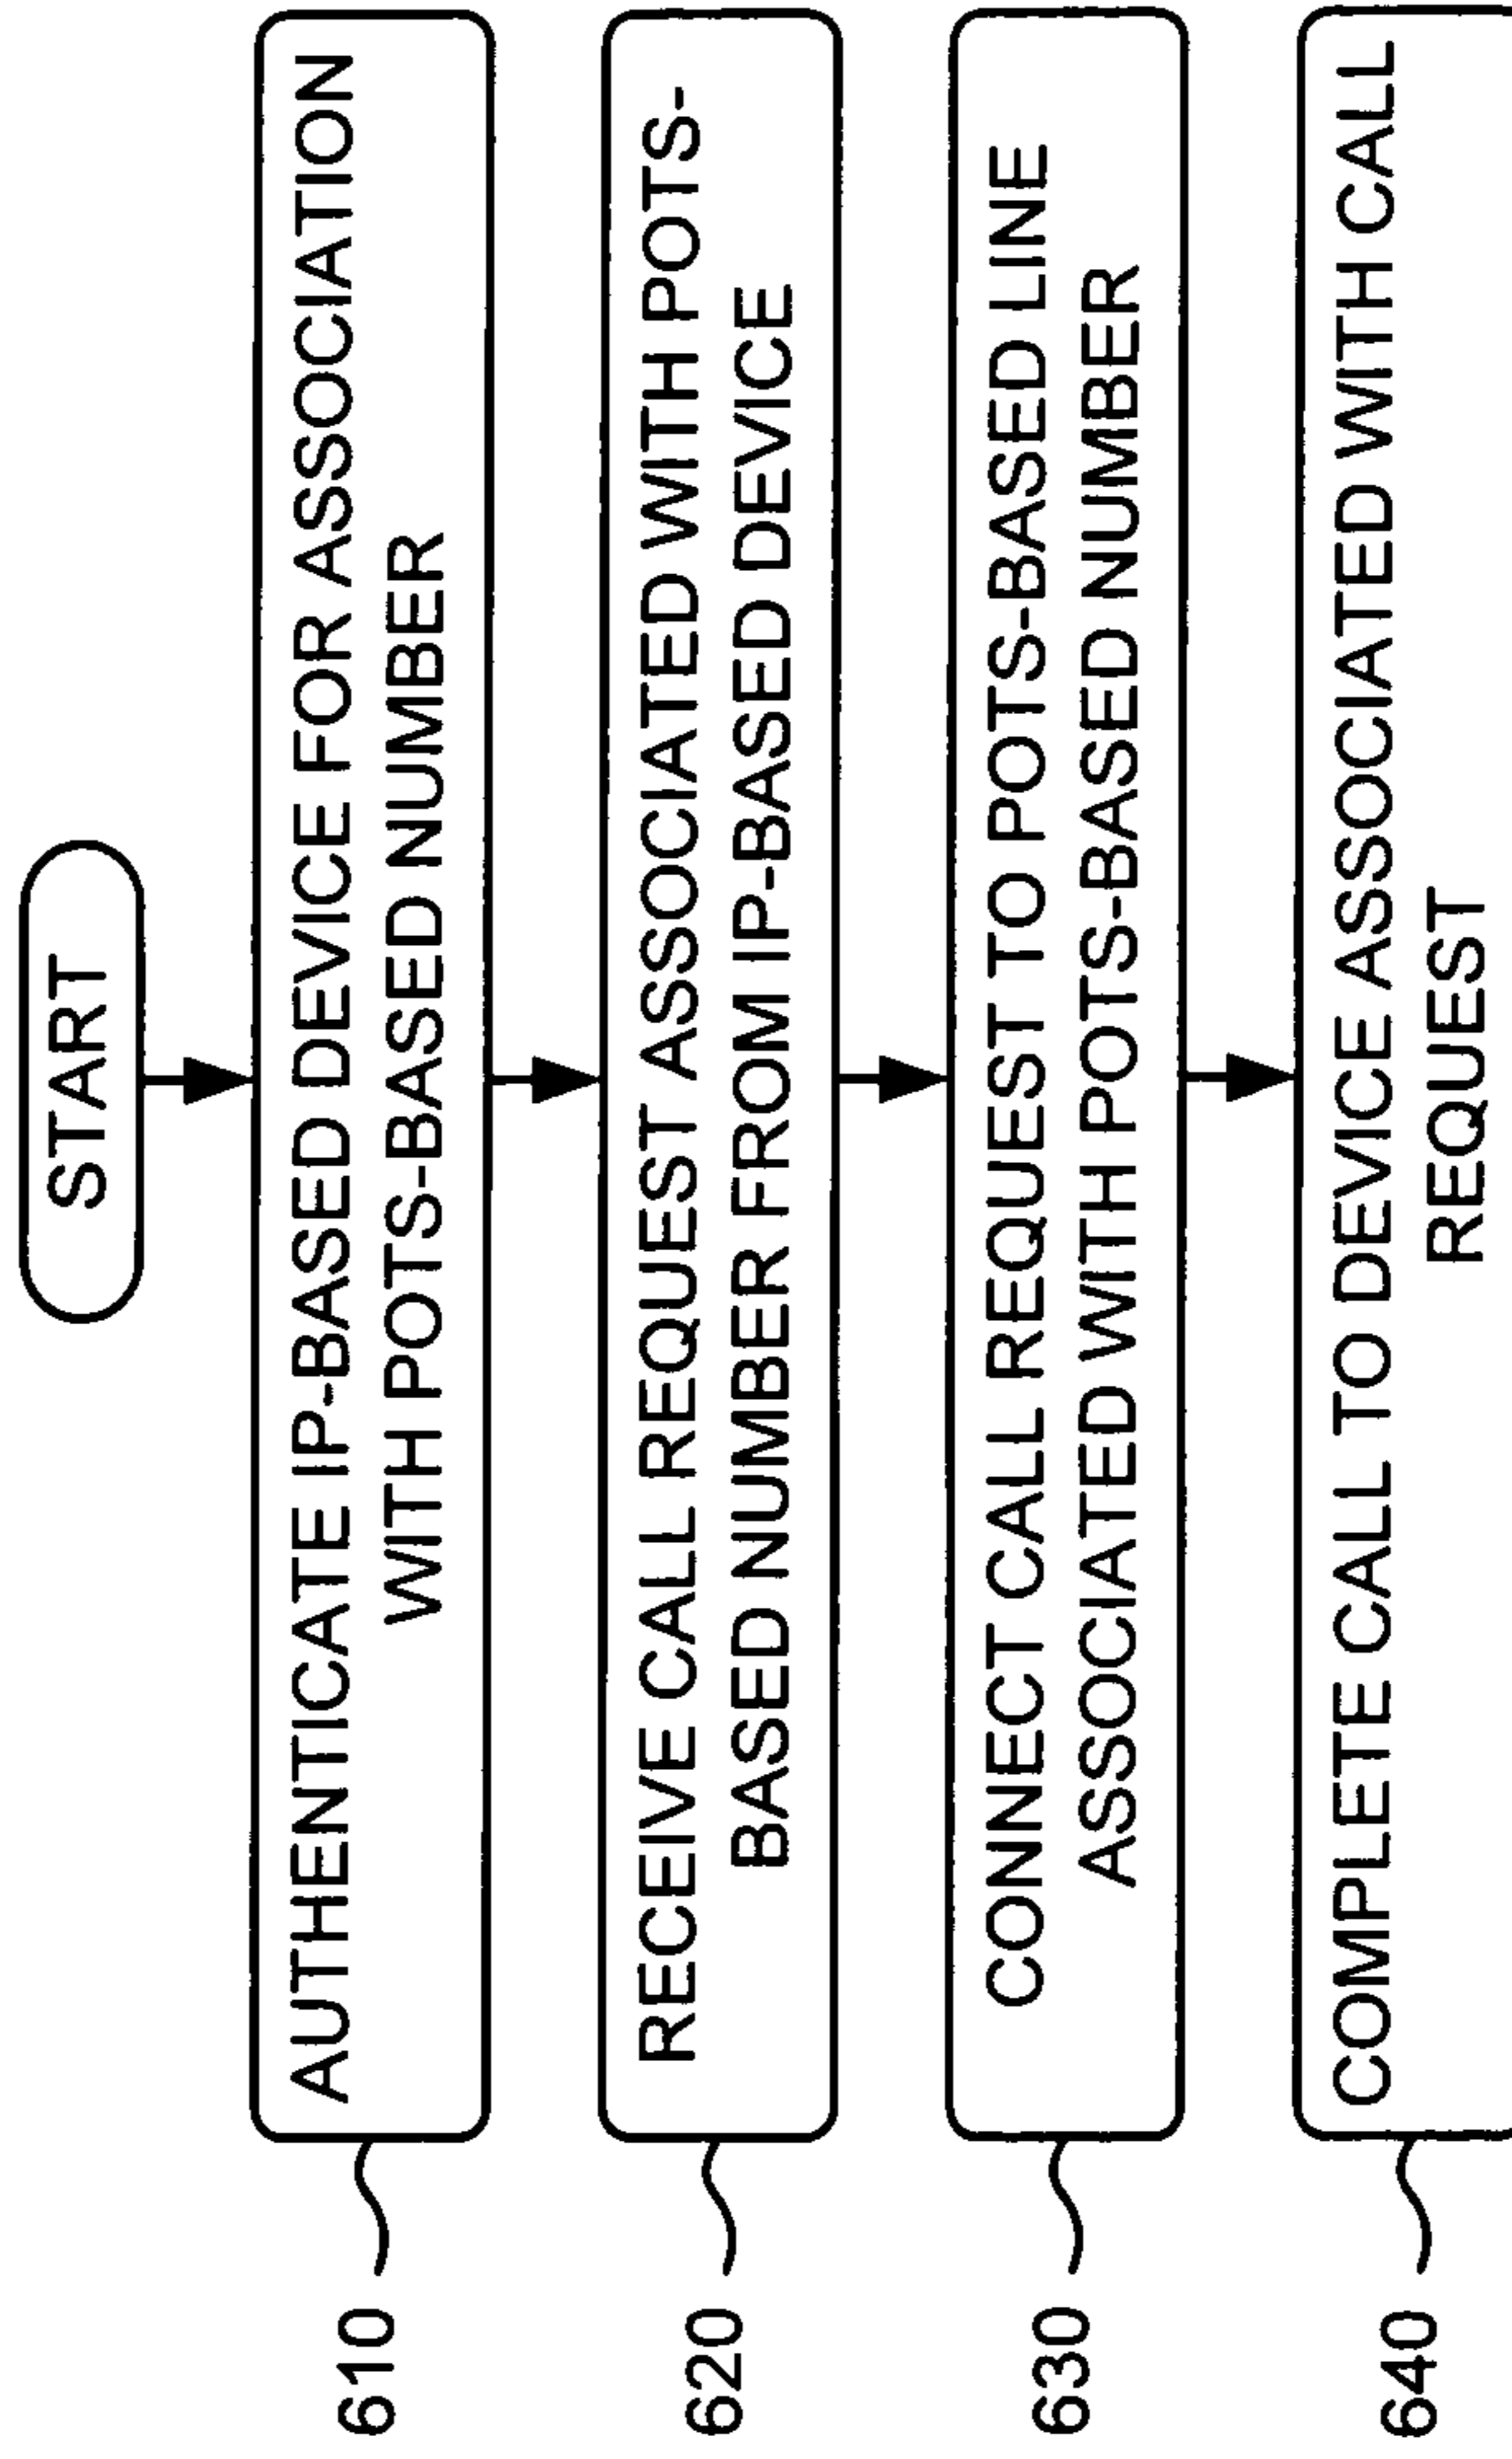 START
610
AUTHENTICATE IP-BASED DEVICE FOR ASSOCIATION
WITH POTS-BASED NUMBER
620
RECEIVE CALL REQUEST ASSOCIATED WITH POTS-
BASED NUMBER FROM IP-BASED DEVICE
630
CONNECT CALL REQUEST TO POTS-BASED LINE
ASSOCIATED WITH POTS-BASED NUMBER
640
COMPLETE CALL TO DEVICE ASSOCIATED WITH CALL
REQUEST